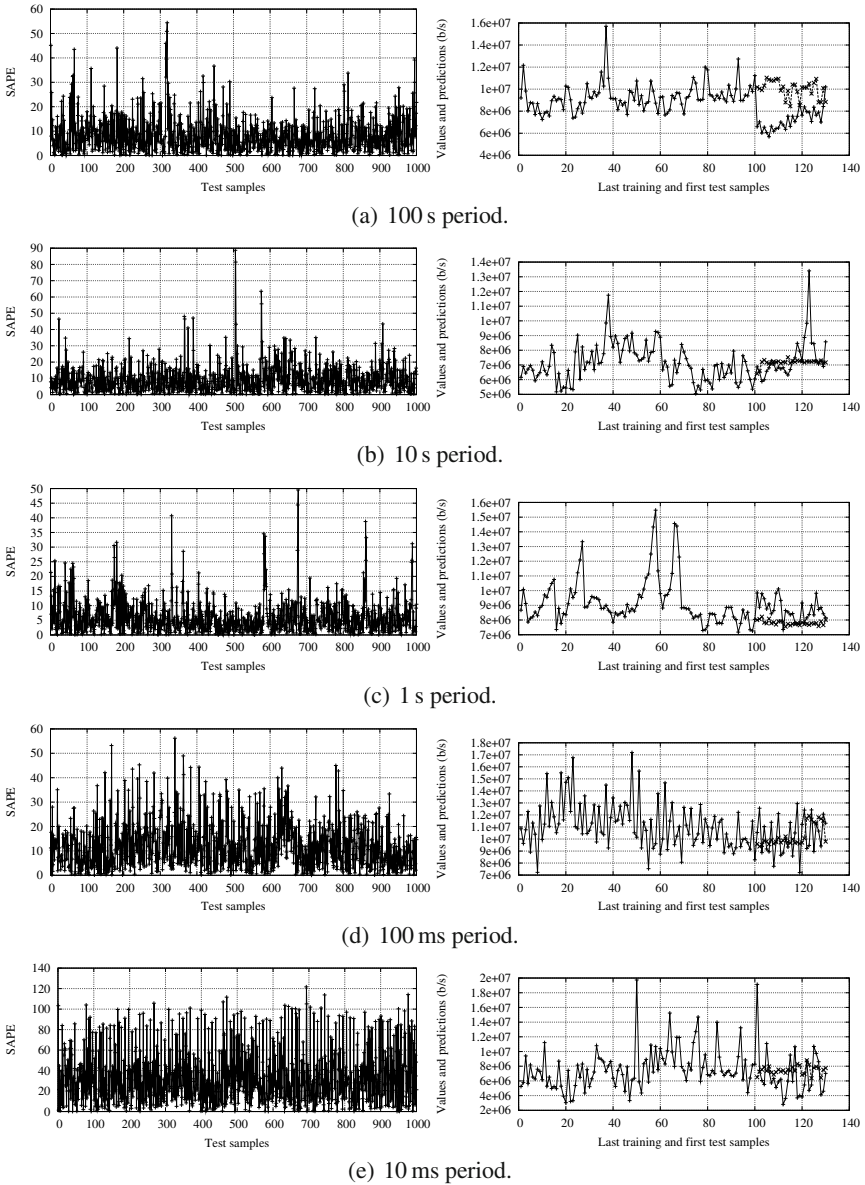 SAPE
60
50
40
30
20
10
0
0 100 200 300 400 500 600 700 800 900 1000
Test samples
Values and predictions (b/s)
1.6e+07
1.4e+07
1.2e+07
1e+07
8e+06
6e+06
4e+06
0 20 40 60 80 100 120 140
Last training and first test samples
(a) 100 s period.
SAPE
90
80
70
60
50
40
30
20
10
0
0 100 200 300 400 500 600 700 800 900 1000
Test samples
Values and predictions (b/s)
1.4e+07
1.3e+07
1.2e+07
1.1e+07
1e+07
9e+06
8e+06
7e+06
6e+06
5e+06
0 20 40 60 80 100 120 140
Last training and first test samples
(b) 10 s period.
SAPE
50
45
40
35
30
25
20
15
10
5
0
0 100 200 300 400 500 600 700 800 900 1000
Test samples
Values and predictions (b/s)
1.6e+07
1.5e+07
1.4e+07
1.3e+07
1.2e+07
1.1e+07
1e+07
9e+06
8e+06
7e+06
0 20 40 60 80 100 120 140
Last training and first test samples
(c) 1 s period.
SAPE
60
50
40
30
20
10
0
0 100 200 300 400 500 600 700 800 900 1000
Test samples
Values and predictions (b/s)
1.8e+07
1.7e+07
1.6e+07
1.5e+07
1.4e+07
1.3e+07
1.2e+07
1.1e+07
1e+07
9e+06
8e+06
7e+06
0 20 40 60 80 100 120 140
Last training and first test samples
(d) 100 ms period.
SAPE
140
120
100
80
60
40
20
0
0 100 200 300 400 500 600 700 800 900 1000
Test samples
Values and predictions (b/s)
2e+07
1.8e+07
1.6e+07
1.4e+07
1.2e+07
1e+07
8e+06
6e+06
4e+06
2e+06
0 20 40 60 80 100 120 140
Last training and first test samples
(e) 10 ms period.